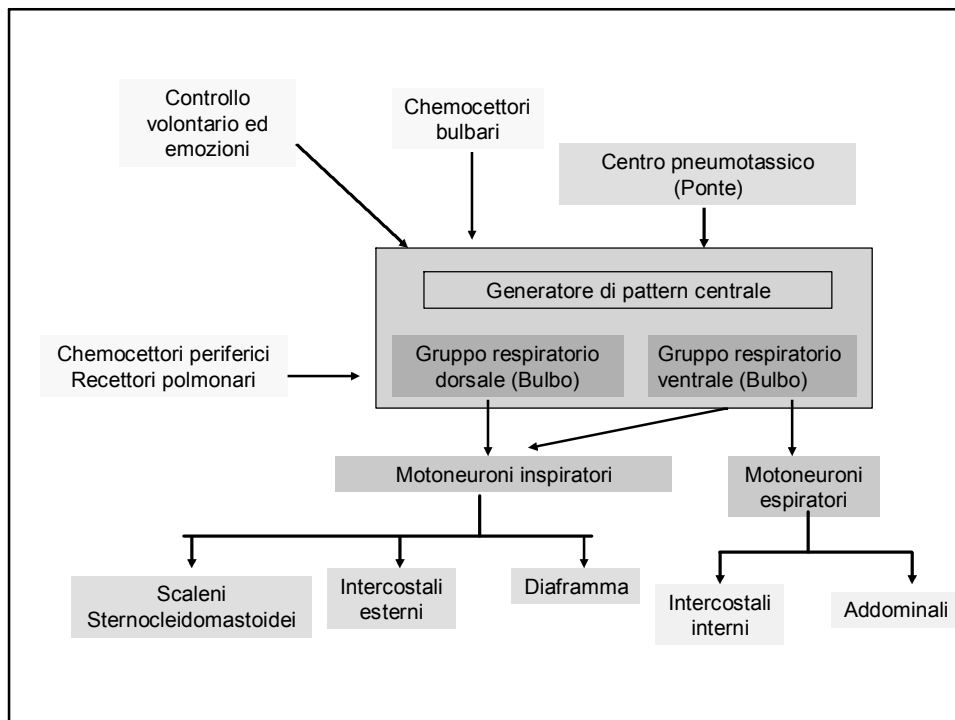 Controllo
volontario ed
emozioni
Chemocettori
bulbari
Centro pneumotassico
(Ponte)
Generatore di pattern centrale
Chemocettori periferici
Recettori polmonari
Gruppo respiratorio
dorsale (Bulbo)
Gruppo respiratorio
ventrale (Bulbo)
Motoneuroni inspiratori
Motoneuroni
espiratori
Scaleni
Sternocleidomastoidei
Intercostali
esterni
Diaframma
Intercostali
interni
Addominali